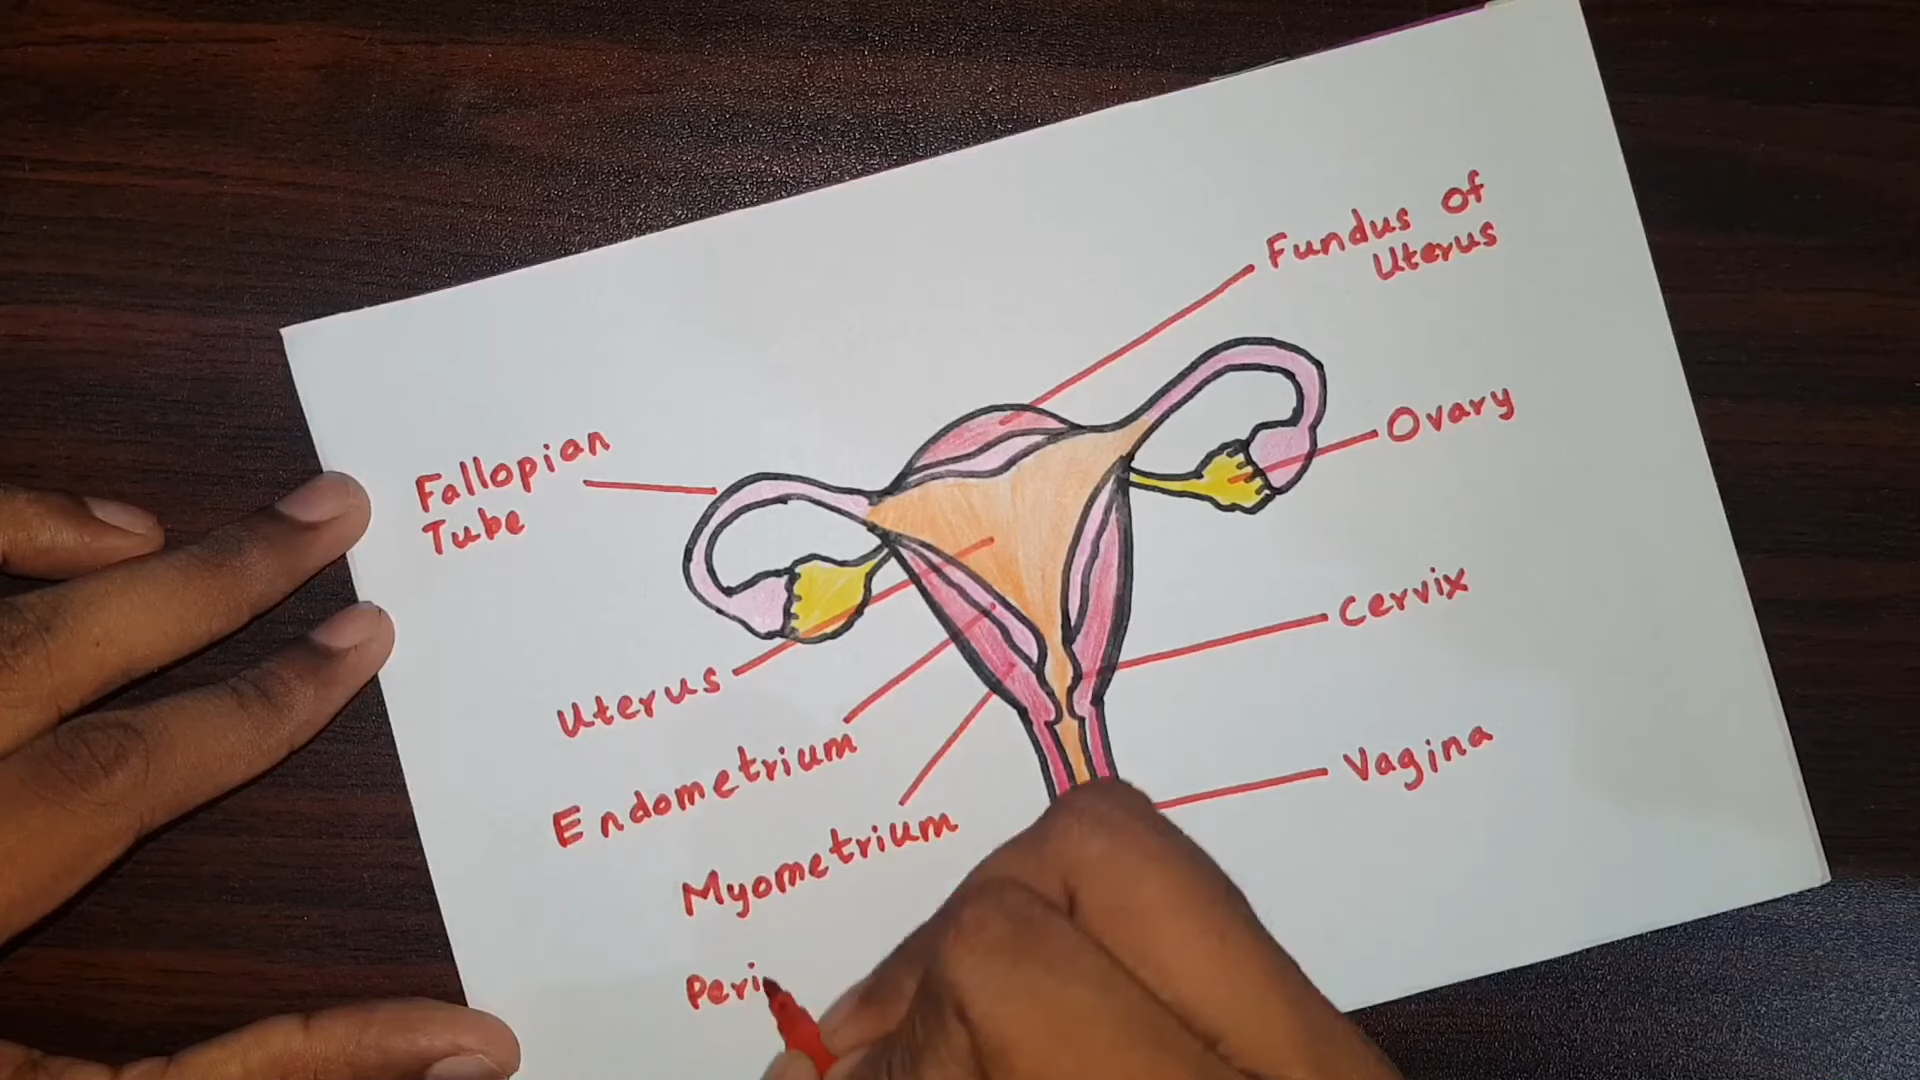 Fundus of
Uterus
Ovary
Fallopian
Tube
Cervix
Uterus
Endometrium
Vagina
Myometrium
Peri